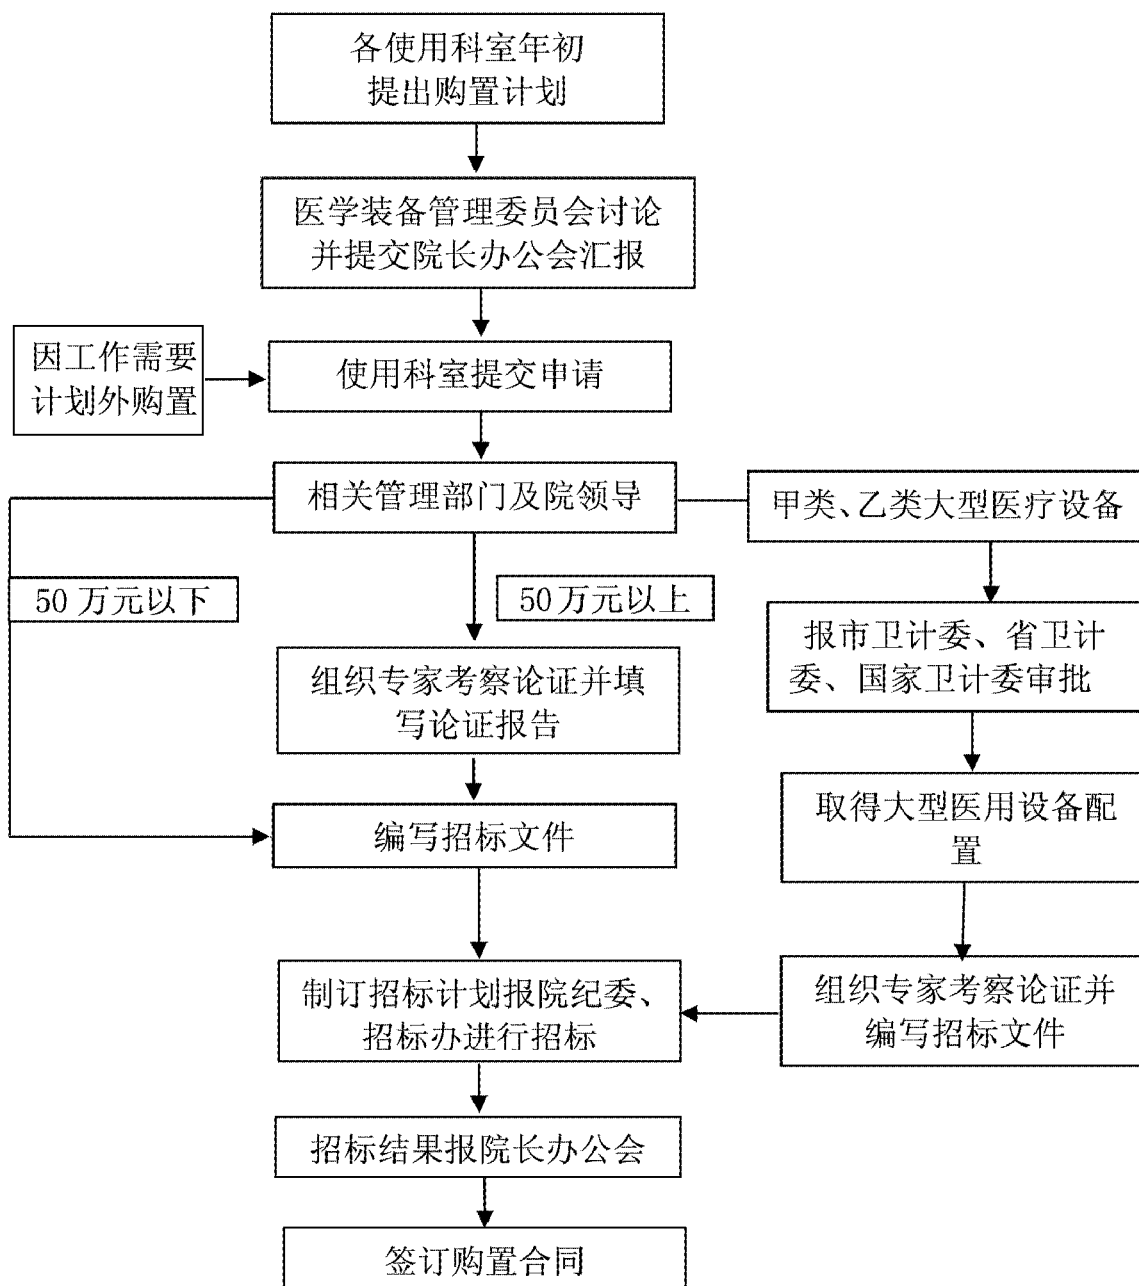 各使用科室年初
提出购置计划
医学装备管理委员会讨论
并提交院长办公会汇报
因工作需要
计划外购置
使用科室提交申请
相关管理部门及院领导
甲类、乙类大型医疗设备
50 万元以下
50 万元以上
报市卫计委、省卫计
委、国家卫计委审批
组织专家考察论证并填
写论证报告
取得大型医用设备配
置
编写招标文件
组织专家考察论证并
编写招标文件
制订招标计划报院纪委、
招标办进行招标
招标结果报院长办公会
签订购置合同